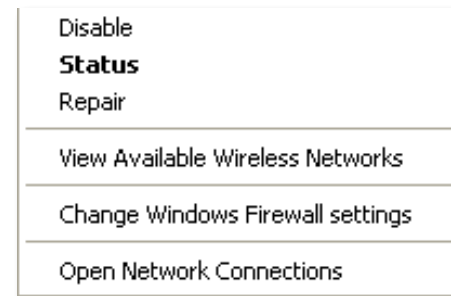 Disable
Status
Repair
View Available Wireless Networks
Change Windows Firewall settings
Open Network Connections